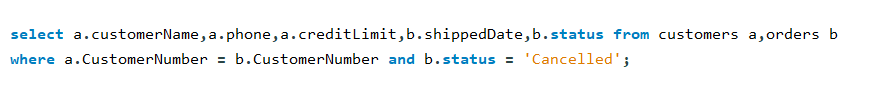 select a.customerName,a.phone,a.creditLimit,b.shippedDate,b.status from customers a,orders b
where a.CustomerNumber = b.CustomerNumber and b.status = 'Cancelled';